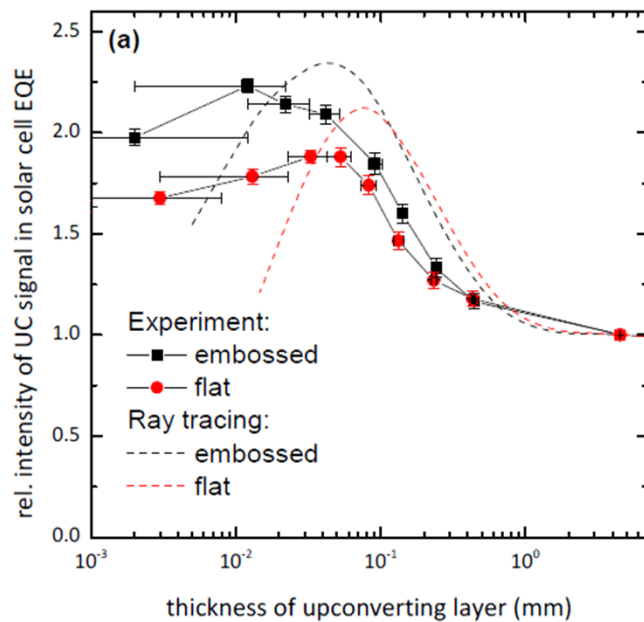 (a)
2.5
2.0
1.5
1.0
0.5
0.0
rel. intensity of UC signal in solar cell EQE
Experiment:
embossed
flat
Ray tracing:
embossed
flat
10⁻³ 10⁻² 10⁻¹ 10⁰
thickness of upconverting layer (mm)